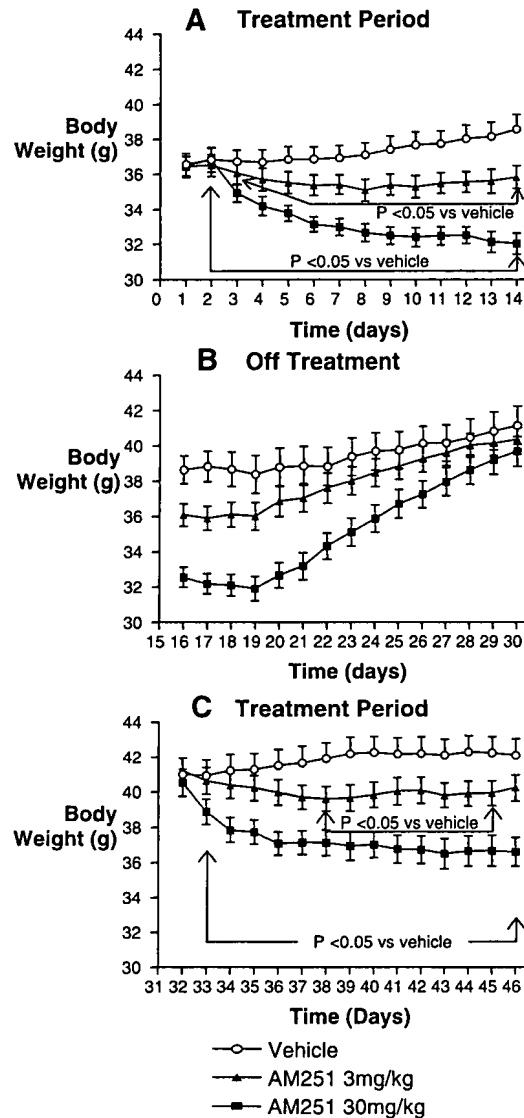 A Treatment Period
44
42
40
38
36
34
32
30
Body
Weight (g)
P <0.05 vs vehicle
P <0.05 vs vehicle
0 1 2 3 4 5 6 7 8 9 10 11 12 13 14
Time (days)
B Off Treatment
44
42
40
38
36
34
32
30
Body
Weight (g)
15 16 17 18 19 20 21 22 23 24 25 26 27 28 29 30
Time (days)
C Treatment Period
44
42
40
38
36
34
32
30
Body
Weight (g)
P <0.05 vs vehicle
P <0.05 vs vehicle
31 32 33 34 35 36 37 38 39 40 41 42 43 44 45 46
Time (Days)
Vehicle
AM251 3mg/kg
AM251 30mg/kg